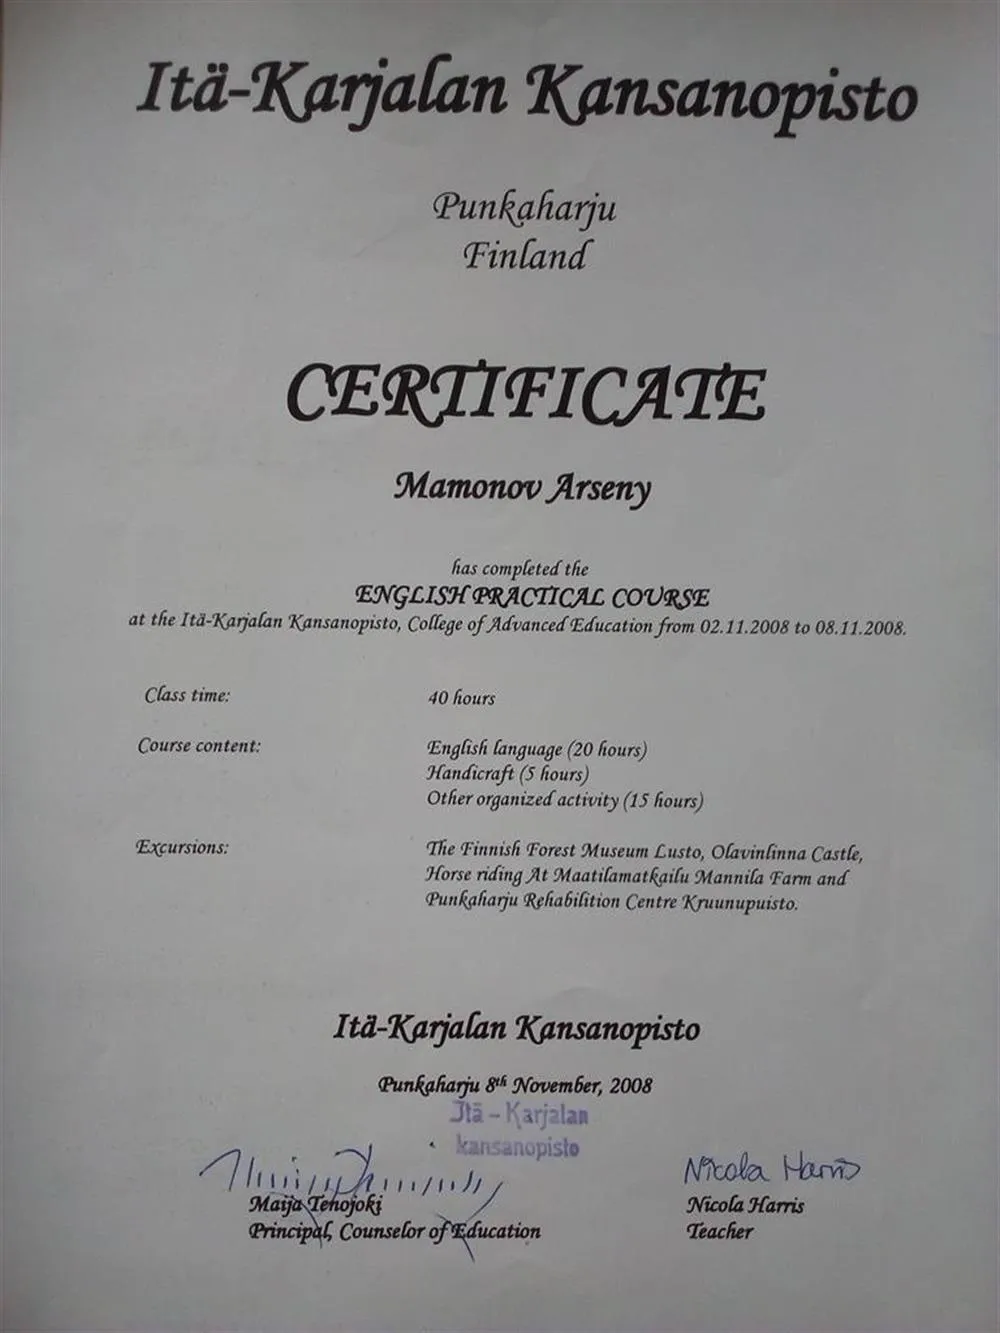 Itä-Karjalan Kansanopisto
Punkaharju
Finland
CERTIFICATE
Mamonov Arseny
has completed the
ENGLISH PRACTICAL COURSE
at the Itä-Karjalan Kansanopisto, College of Advanced Education from 02.11.2008 to 08.11.2008.
Class time: 40 hours
Course content: English language (20 hours)
Handicraft (5 hours)
Other organized activity (15 hours)
Excursions: The Finnish Forest Museum Lusto, Olavinlinna Castle,
Horse riding At Maatilamatkailu Mannila Farm and
Punkaharju Rehabilition Centre Kruunupuisto.
Itä-Karjalan Kansanopisto
Punkaharju 8th November, 2008
Itä-Karjalan
kansanopisto
Nicola Harris
Maija Tenojoki Nicola Harris
Principal, Counselor of Education Teacher